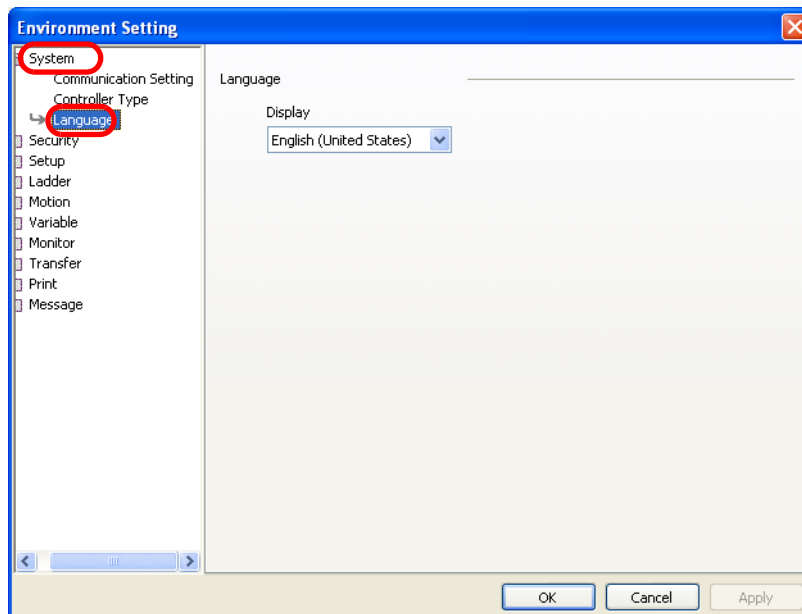 Environment Setting
System
Communication Setting
Controller Type
Language
Security
Setup
Ladder
Motion
Variable
Monitor
Transfer
Print
Message
Language
Display
English (United States)
OK
Cancel
Apply